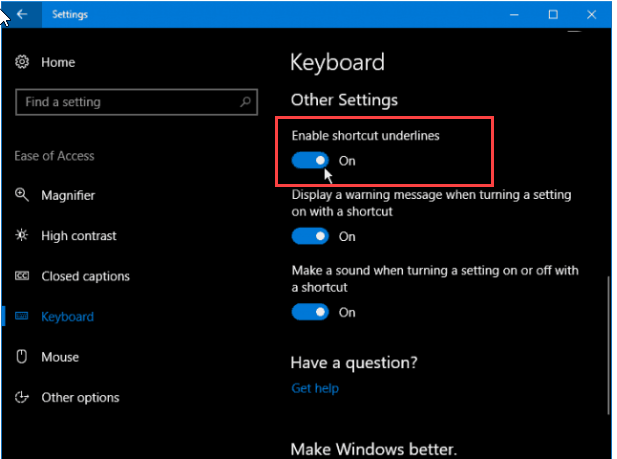 Settings
Home
Find a setting
Ease of Access
Magnifier
High contrast
CC Closed captions
Keyboard
Mouse
Other options
Keyboard
Other Settings
Enable shortcut underlines
On
Display a warning message when turning a setting
on with a shortcut
On
Make a sound when turning a setting on or off with
a shortcut
On
Have a question?
Get help
Make Windows better.